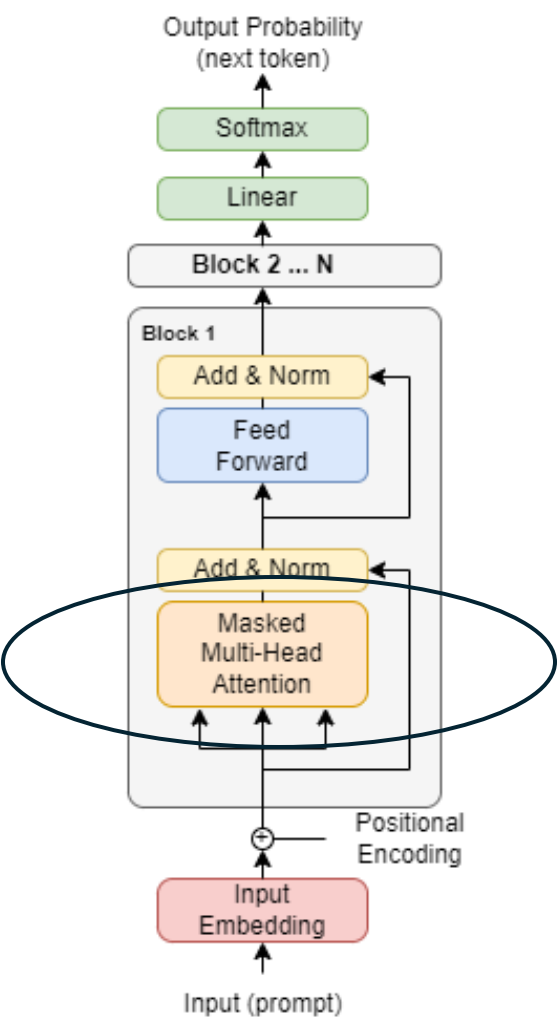 Output Probability
(next token)
Softmax
Linear
Block 2 ... N
Block 1
Add & Norm
Feed
Forward
Add & Norm
Masked
Multi-Head
Attention
Positional
Encoding
Input
Embedding
Input (prompt)